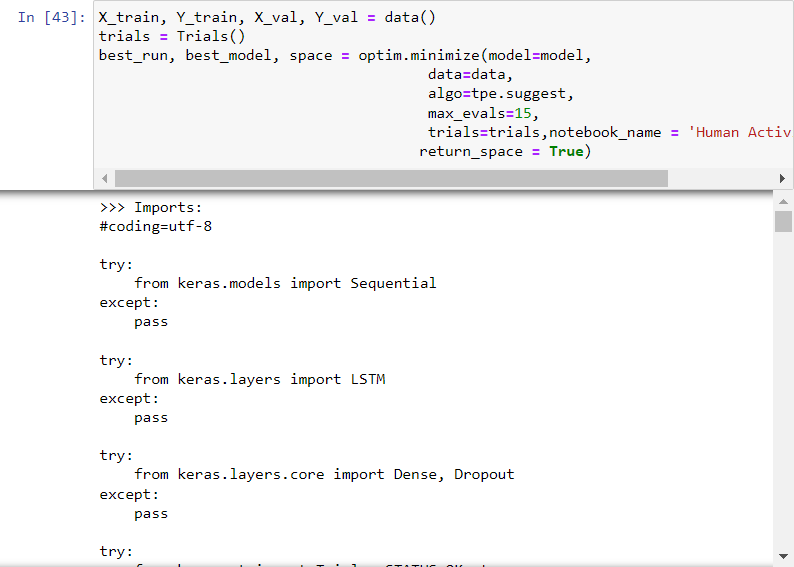 In [43]: X_train, Y_train, X_val, Y_val = data()
trials = Trials()
best_run, best_model, space = optim.minimize(model=model,
data=data,
algo=tpe.suggest,
max_evals=15,
trials=trials,notebook_name = 'Human Activ
return_space = True)
>>> Imports:
#coding=utf-8
try:
from keras.models import Sequential
except:
pass
try:
from keras.layers import LSTM
except:
pass
try:
from keras.layers.core import Dense, Dropout
except:
pass
try: